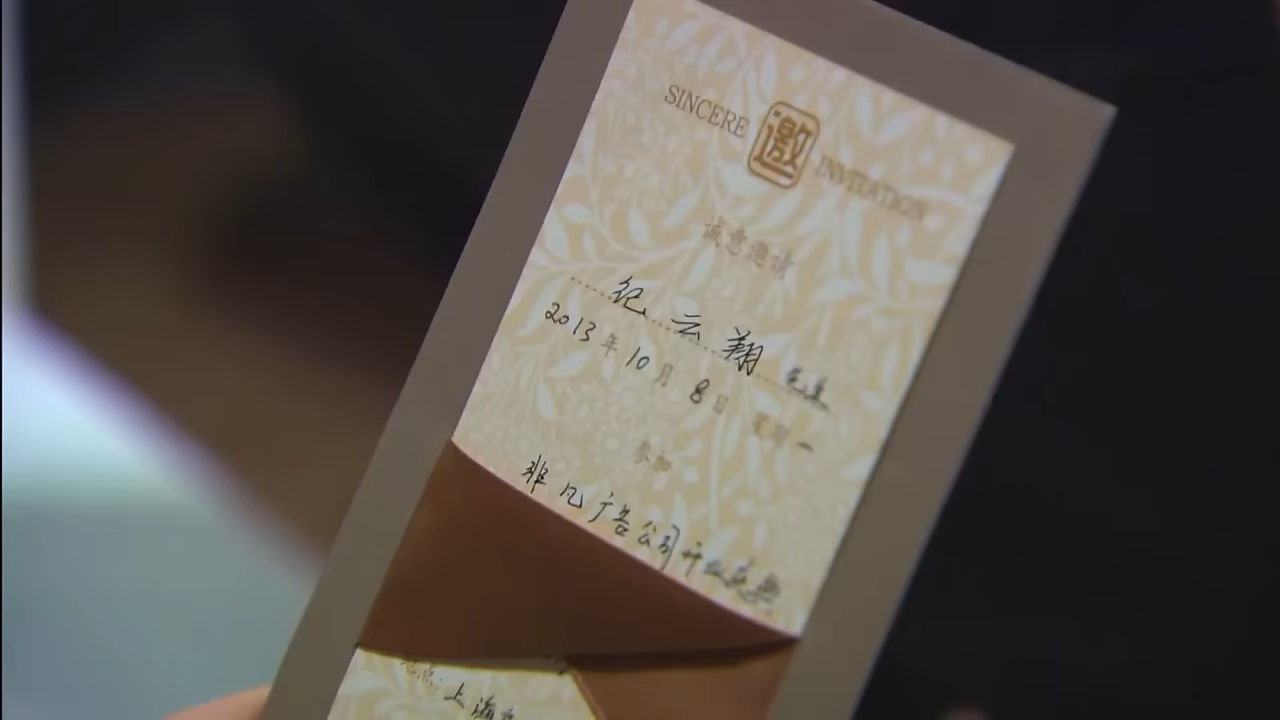 SINCERE 邀 INVITATION
诚意邀请
纪云翔 先生
2013年10月8日 星期一
参加
非凡广告公司开业庆典
地点:上海